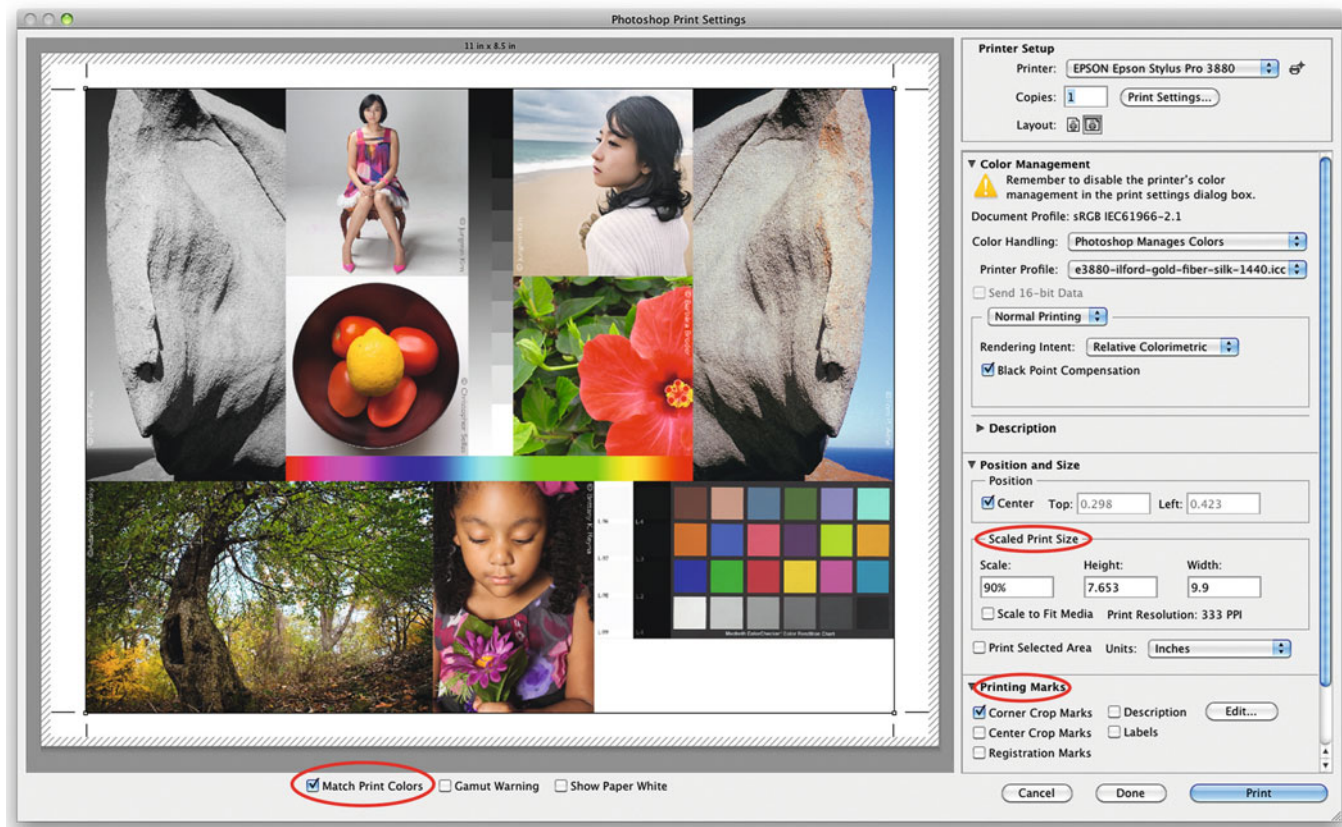 Photoshop Print Settings
11 in x 8.5 in
Printer Setup
Printer: EPSON Epson Stylus Pro 3880
Copies: 1 Print Settings...
Layout:
Color Management
Remember to disable the printer's color
management in the print settings dialog box.
Document Profile: sRGB IEC61966-2.1
Color Handling: Photoshop Manages Colors
Printer Profile: e3880-ilford-gold-fiber-silk-1440.icc
Send 16-bit Data
Normal Printing
Rendering Intent: Relative Colorimetric
Black Point Compensation
Description
Position and Size
Position
Center Top: 0.298 Left: 0.423
Scaled Print Size
Scale: Height: Width:
90% 7.653 9.9
Scale to Fit Media Print Resolution: 333 PPI
Print Selected Area Units: Inches
Printing Marks
Corner Crop Marks Description Edit...
Center Crop Marks Labels
Registration Marks
Match Print Colors Gamut Warning Show Paper White
Cancel Done Print
Macbeth ColorChecker Color Rendition Chart